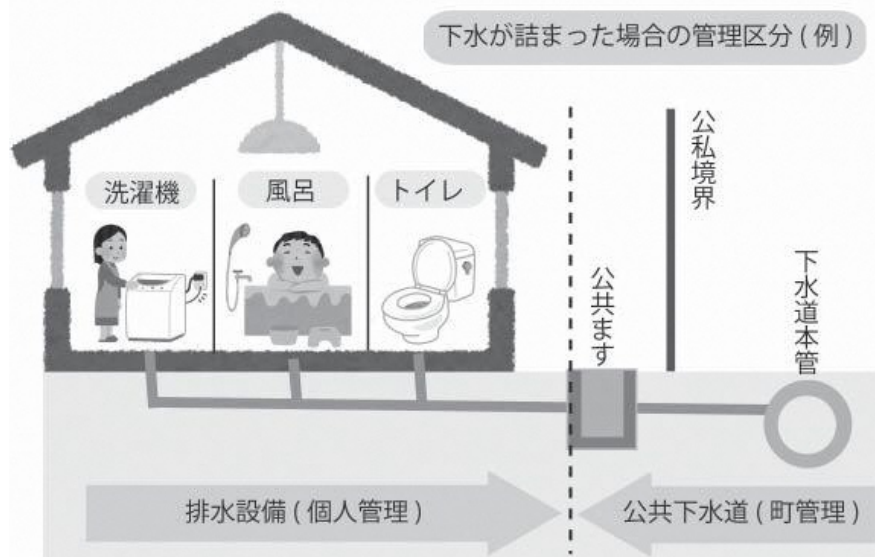 下水が詰まった場合の管理区分(例)
洗濯機
風呂
トイレ
公私境界
公共ます
下水道本管
排水設備(個人管理)
公共下水道(町管理)